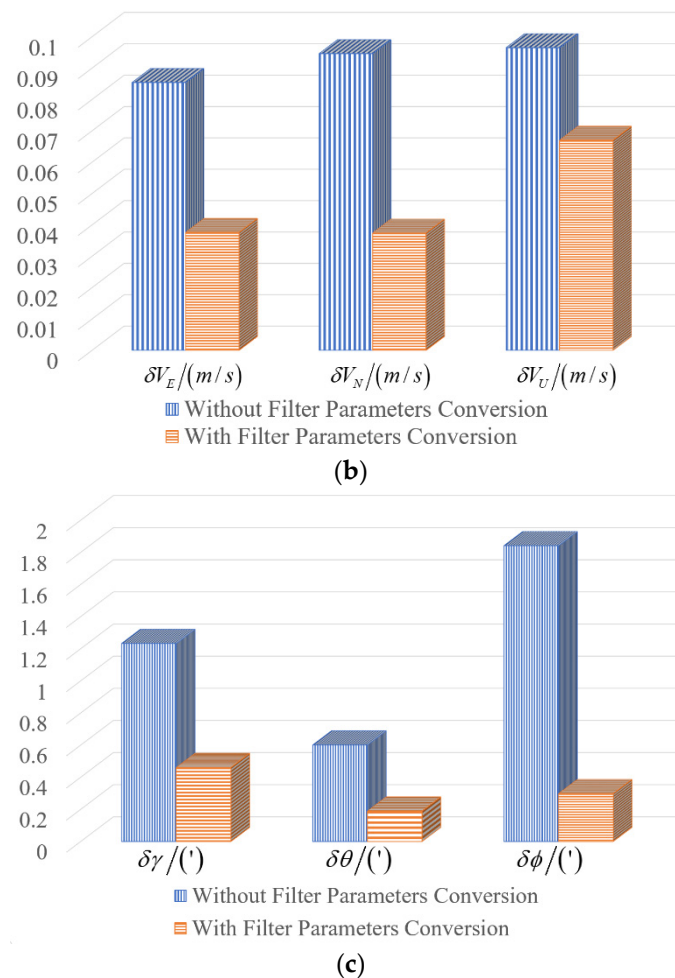 0.1
0.09
0.08
0.07
0.06
0.05
0.04
0.03
0.02
0.01
0
δV_E/(m/s) δV_N/(m/s) δV_U/(m/s)
Without Filter Parameters Conversion
With Filter Parameters Conversion
(b)
2
1.8
1.6
1.4
1.2
1
0.8
0.6
0.4
0.2
0
δγ/(') δθ/(') δϕ/(')
Without Filter Parameters Conversion
With Filter Parameters Conversion
(c)